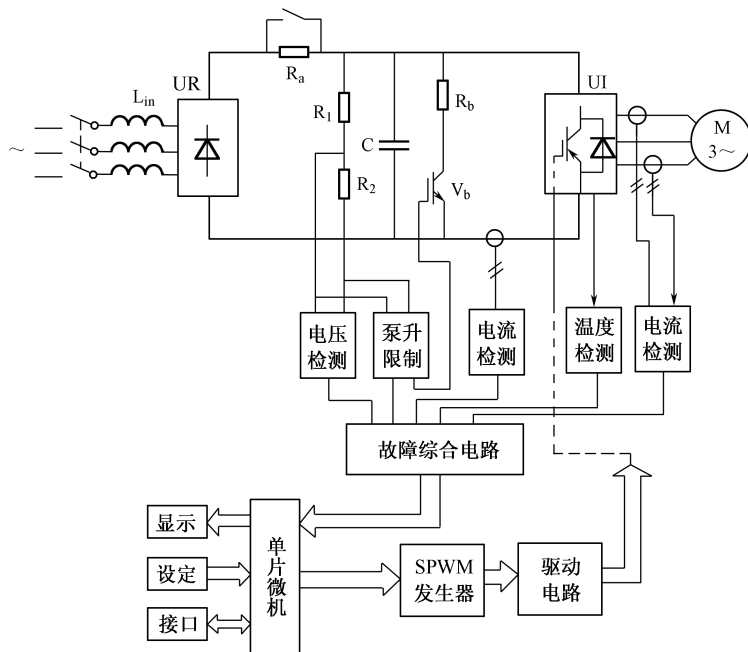 R_a
UR
UI
L_in
R_1
R_b
M
3～
C
～
R_2
V_b
电压
检测
泵升
限制
电流
检测
温度
检测
电流
检测
故障综合电路
显示
设定
接口
单
片
微
机
SPWM
发生器
驱动
电路